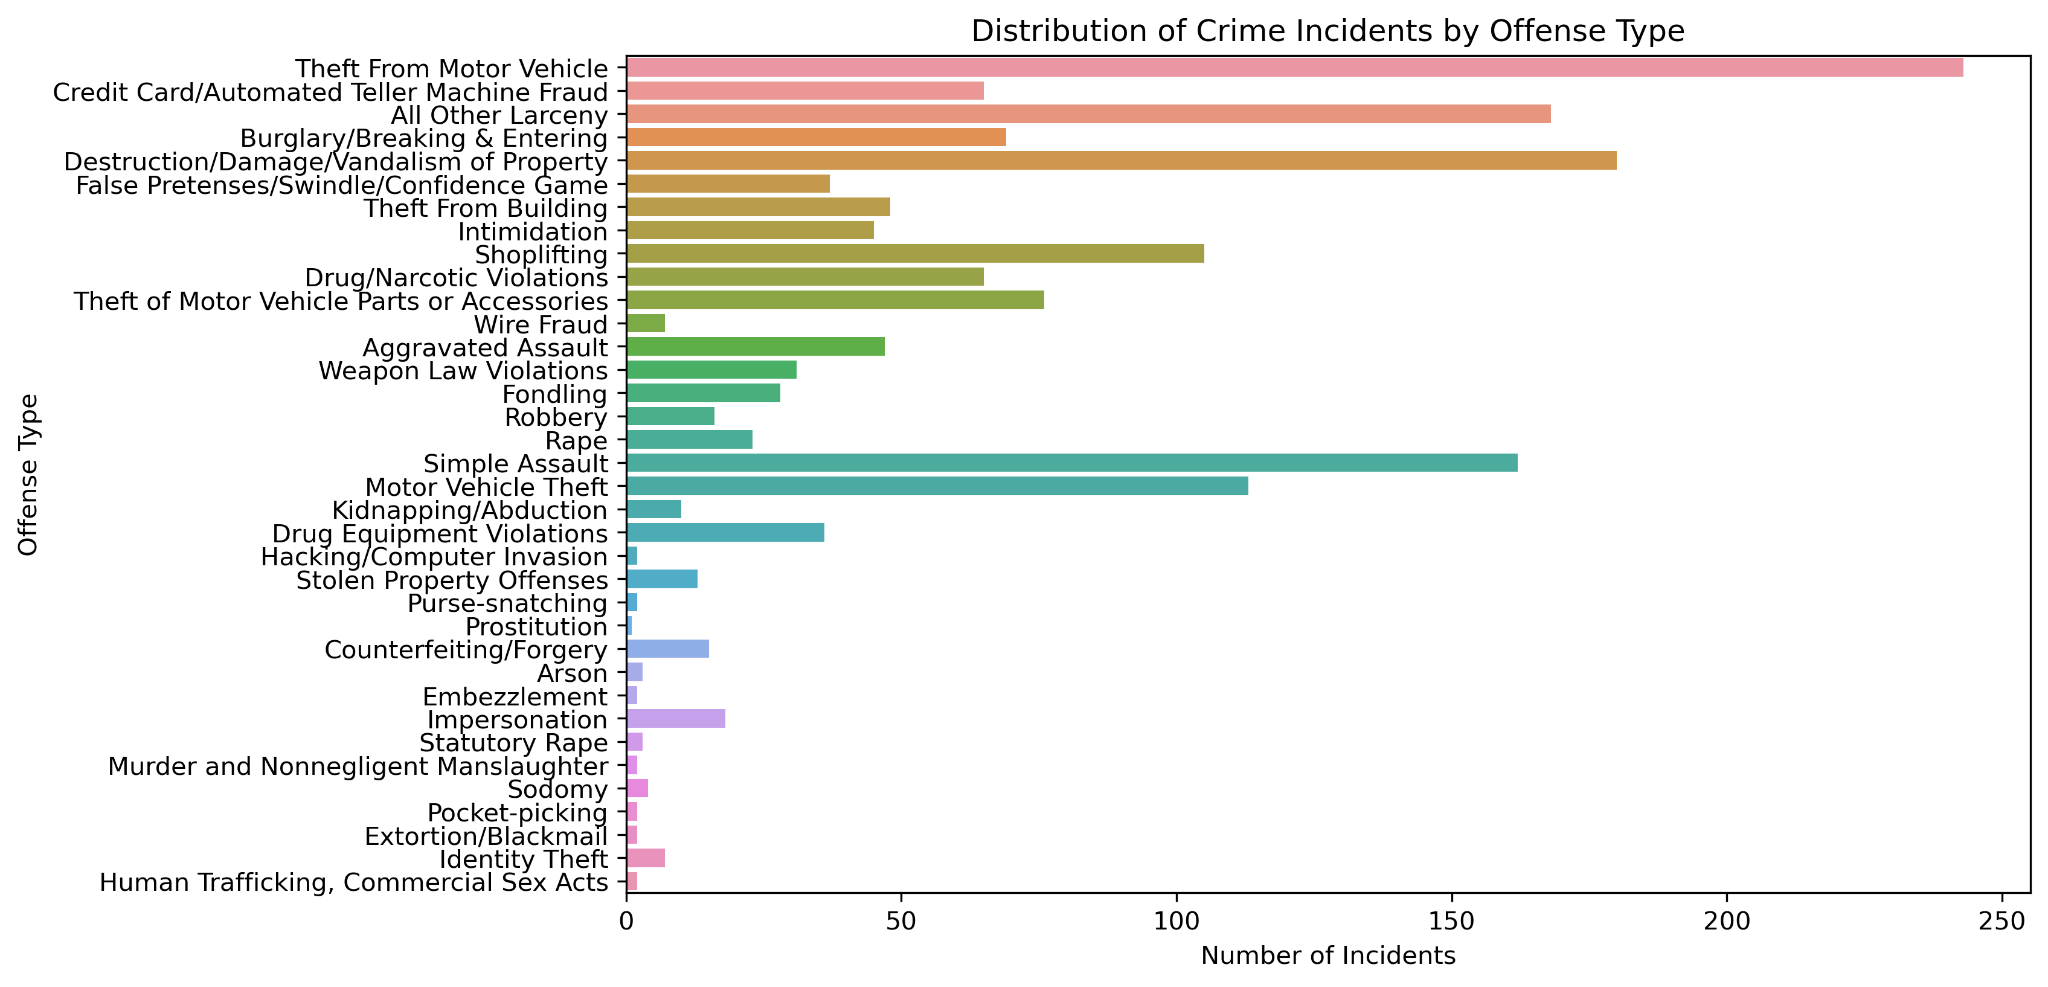 Distribution of Crime Incidents by Offense Type
Offense Type
Theft From Motor Vehicle
Credit Card/Automated Teller Machine Fraud
All Other Larceny
Burglary/Breaking & Entering
Destruction/Damage/Vandalism of Property
False Pretenses/Swindle/Confidence Game
Theft From Building
Intimidation
Shoplifting
Drug/Narcotic Violations
Theft of Motor Vehicle Parts or Accessories
Wire Fraud
Aggravated Assault
Weapon Law Violations
Fondling
Robbery
Rape
Simple Assault
Motor Vehicle Theft
Kidnapping/Abduction
Drug Equipment Violations
Hacking/Computer Invasion
Stolen Property Offenses
Purse-snatching
Prostitution
Counterfeiting/Forgery
Arson
Embezzlement
Impersonation
Statutory Rape
Murder and Nonnegligent Manslaughter
Sodomy
Pocket-picking
Extortion/Blackmail
Identity Theft
Human Trafficking, Commercial Sex Acts
0 50 100 150 200 250
Number of Incidents